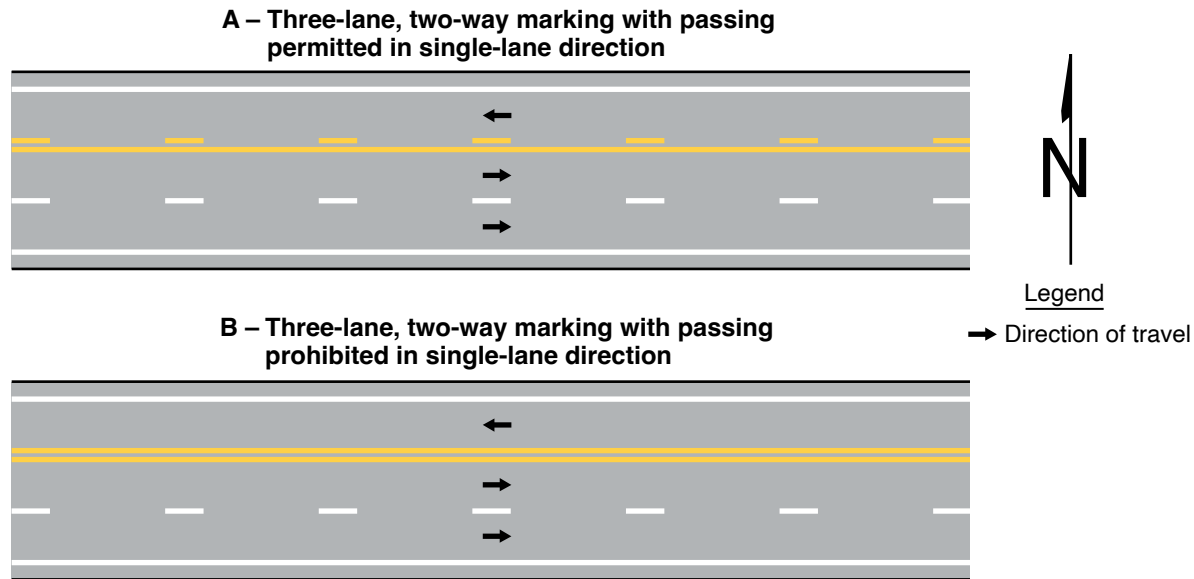 A – Three-lane, two-way marking with passing
permitted in single-lane direction
N
Legend
Direction of travel
B – Three-lane, two-way marking with passing
prohibited in single-lane direction